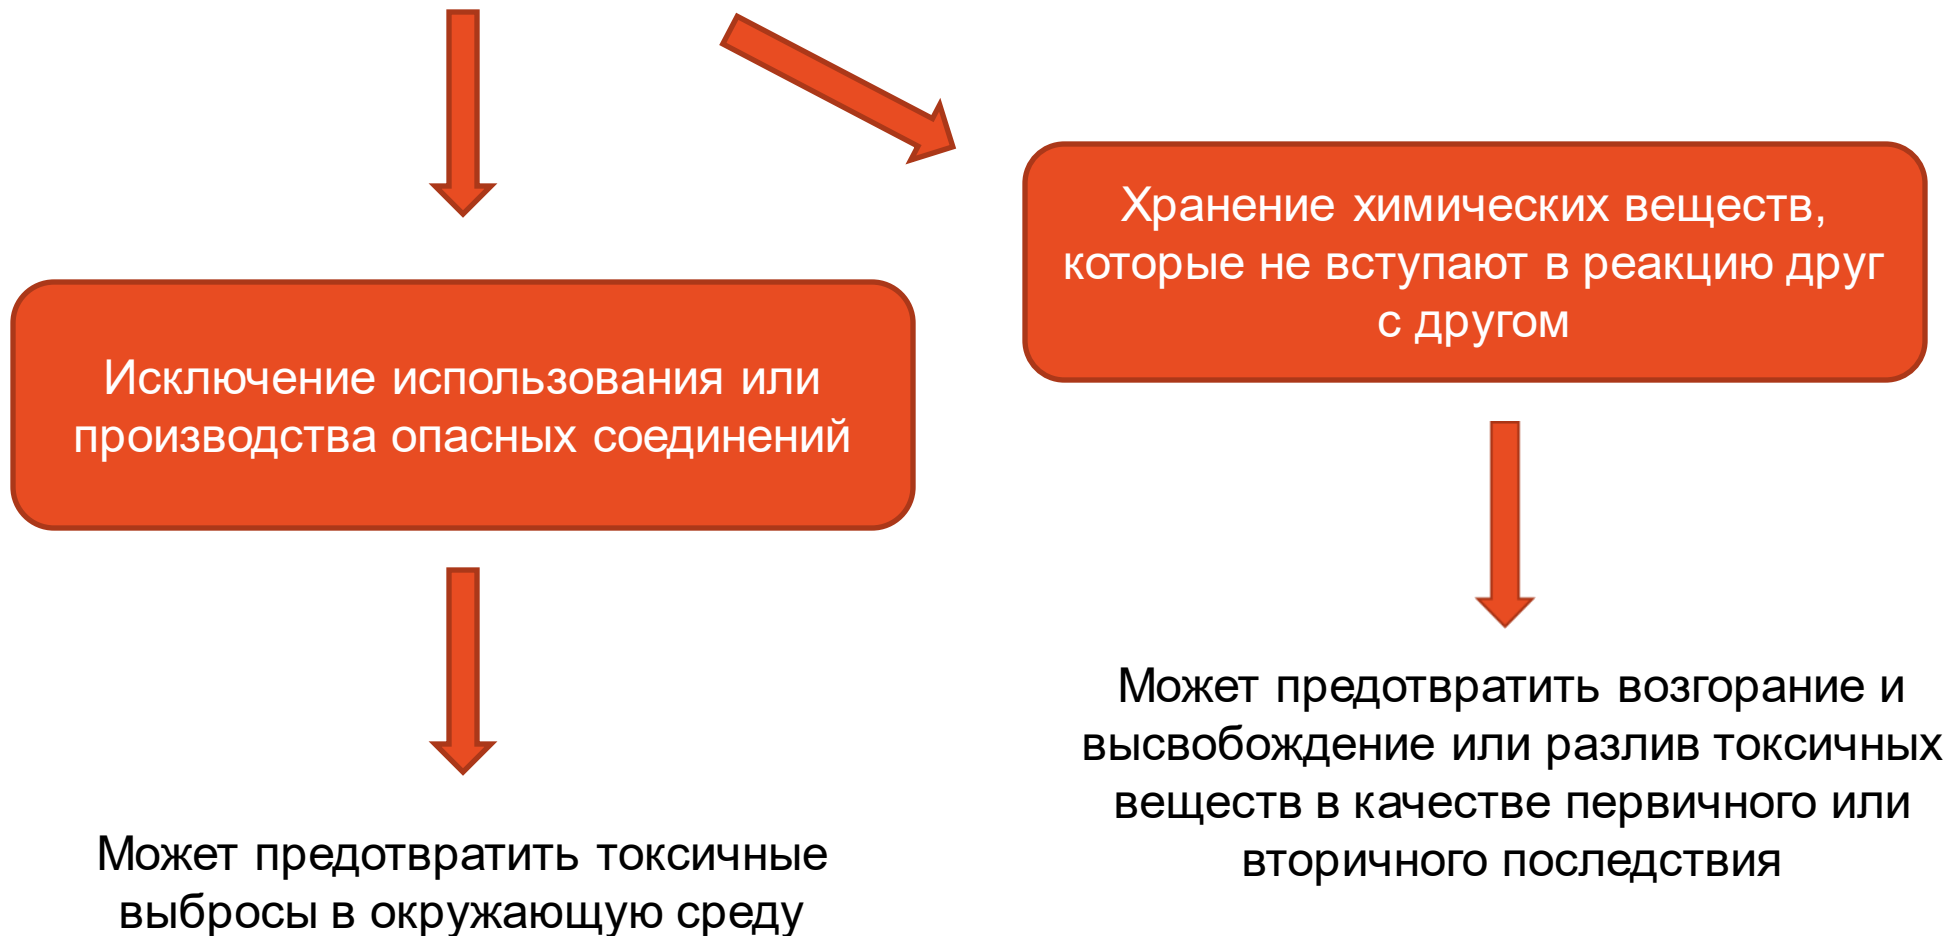 Хранение химических веществ,
которые не вступают в реакцию друг
с другом
Исключение использования или
производства опасных соединений
Может предотвратить возгорание и
высвобождение или разлив токсичных
веществ в качестве первичного или
вторичного последствия
Может предотвратить токсичные
выбросы в окружающую среду